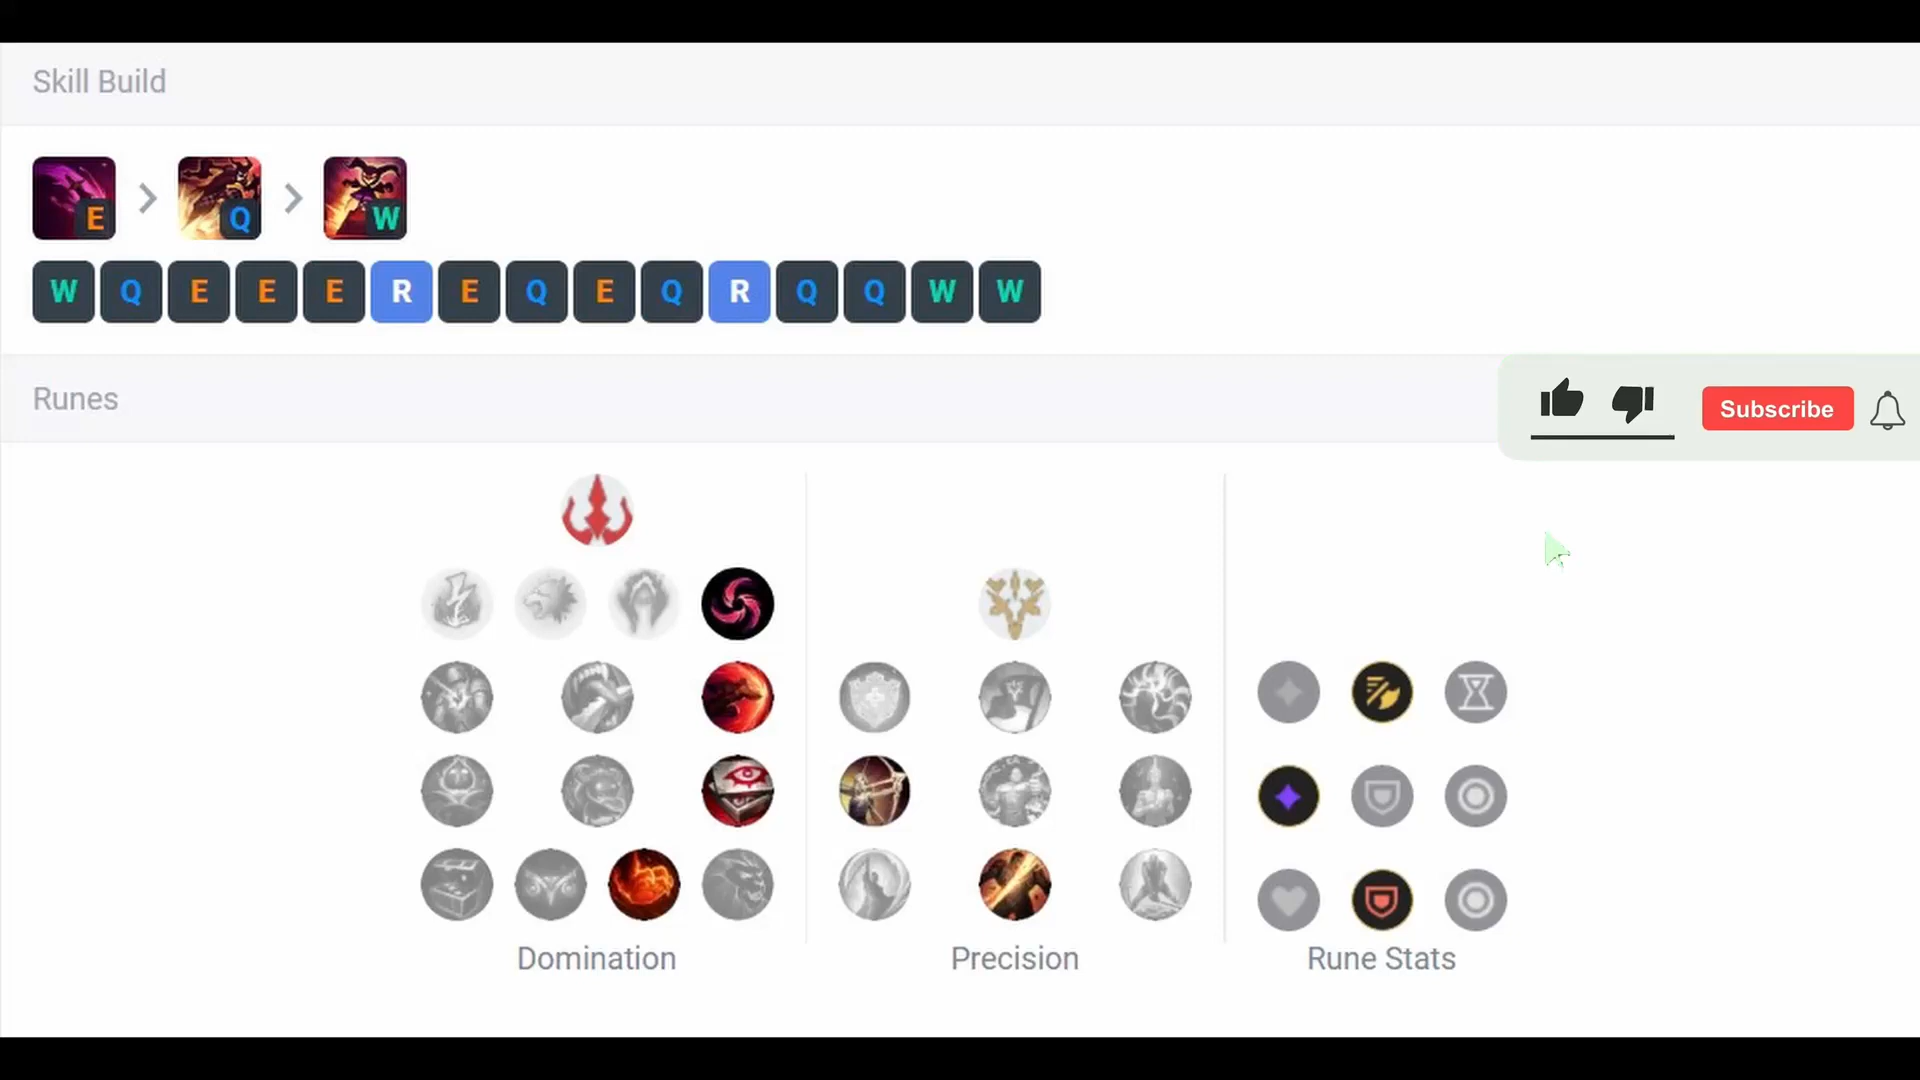 Skill Build
E Q W
W Q E E E R E Q E Q R Q Q W W
Runes
Subscribe
Domination Precision Rune Stats